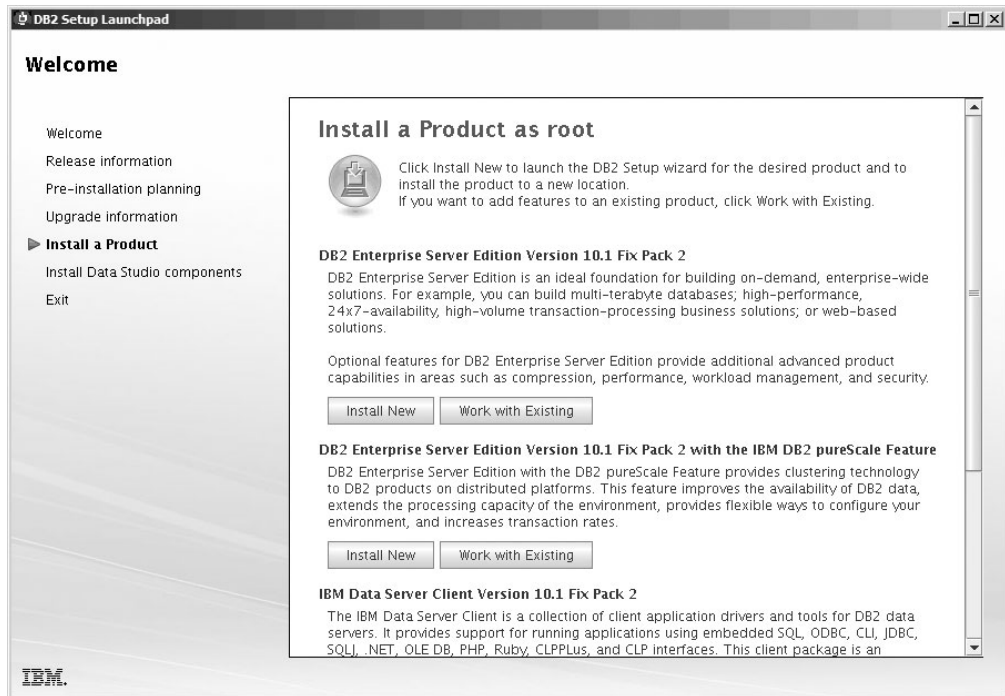 DB2 Setup Launchpad
Welcome
Welcome
Release information
Pre-installation planning
Upgrade information
Install a Product
Install Data Studio components
Exit
Install a Product as root
Click Install New to launch the DB2 Setup wizard for the desired product and to
install the product to a new location.
If you want to add features to an existing product, click Work with Existing.
DB2 Enterprise Server Edition Version 10.1 Fix Pack 2
DB2 Enterprise Server Edition is an ideal foundation for building on-demand, enterprise-wide
solutions. For example, you can build multi-terabyte databases; high-performance,
24x7-availability, high-volume transaction-processing business solutions; or web-based
solutions.
Optional features for DB2 Enterprise Server Edition provide additional advanced product
capabilities in areas such as compression, performance, workload management, and security.
Install New Work with Existing
DB2 Enterprise Server Edition Version 10.1 Fix Pack 2 with the IBM DB2 pureScale Feature
DB2 Enterprise Server Edition with the DB2 pureScale Feature provides clustering technology
to DB2 products on distributed platforms. This feature improves the availability of DB2 data,
extends the processing capacity of the environment, provides flexible ways to configure your
environment, and increases transaction rates.
Install New Work with Existing
IBM Data Server Client Version 10.1 Fix Pack 2
The IBM Data Server Client is a collection of client application drivers and tools for DB2 data
servers. It provides support for running applications using embedded SQL, ODBC, CLI, JDBC,
SQLJ, .NET, OLE DB, PHP, Ruby, CLPPLus, and CLP interfaces. This client package is an
IBM.